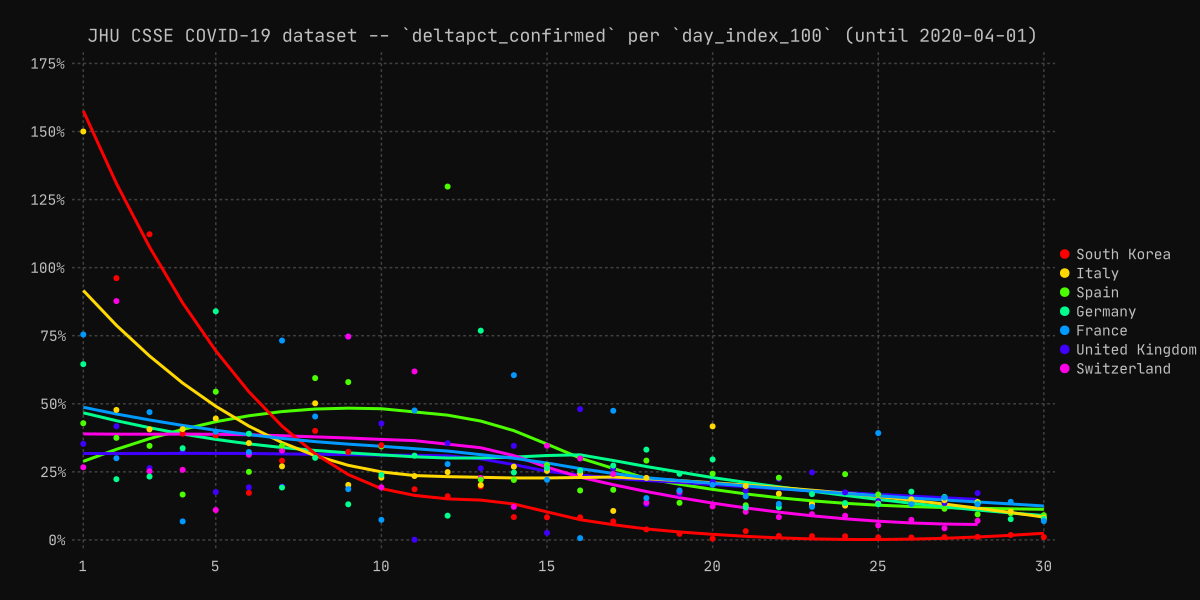 JHU CSSE COVID-19 dataset -- `deltapct_confirmed` per `day_index_100` (until 2020-04-01)
175%
150%
125%
100%
75%
50%
25%
0%
1 5 10 15 20 25 30
South Korea
Italy
Spain
Germany
France
United Kingdom
Switzerland